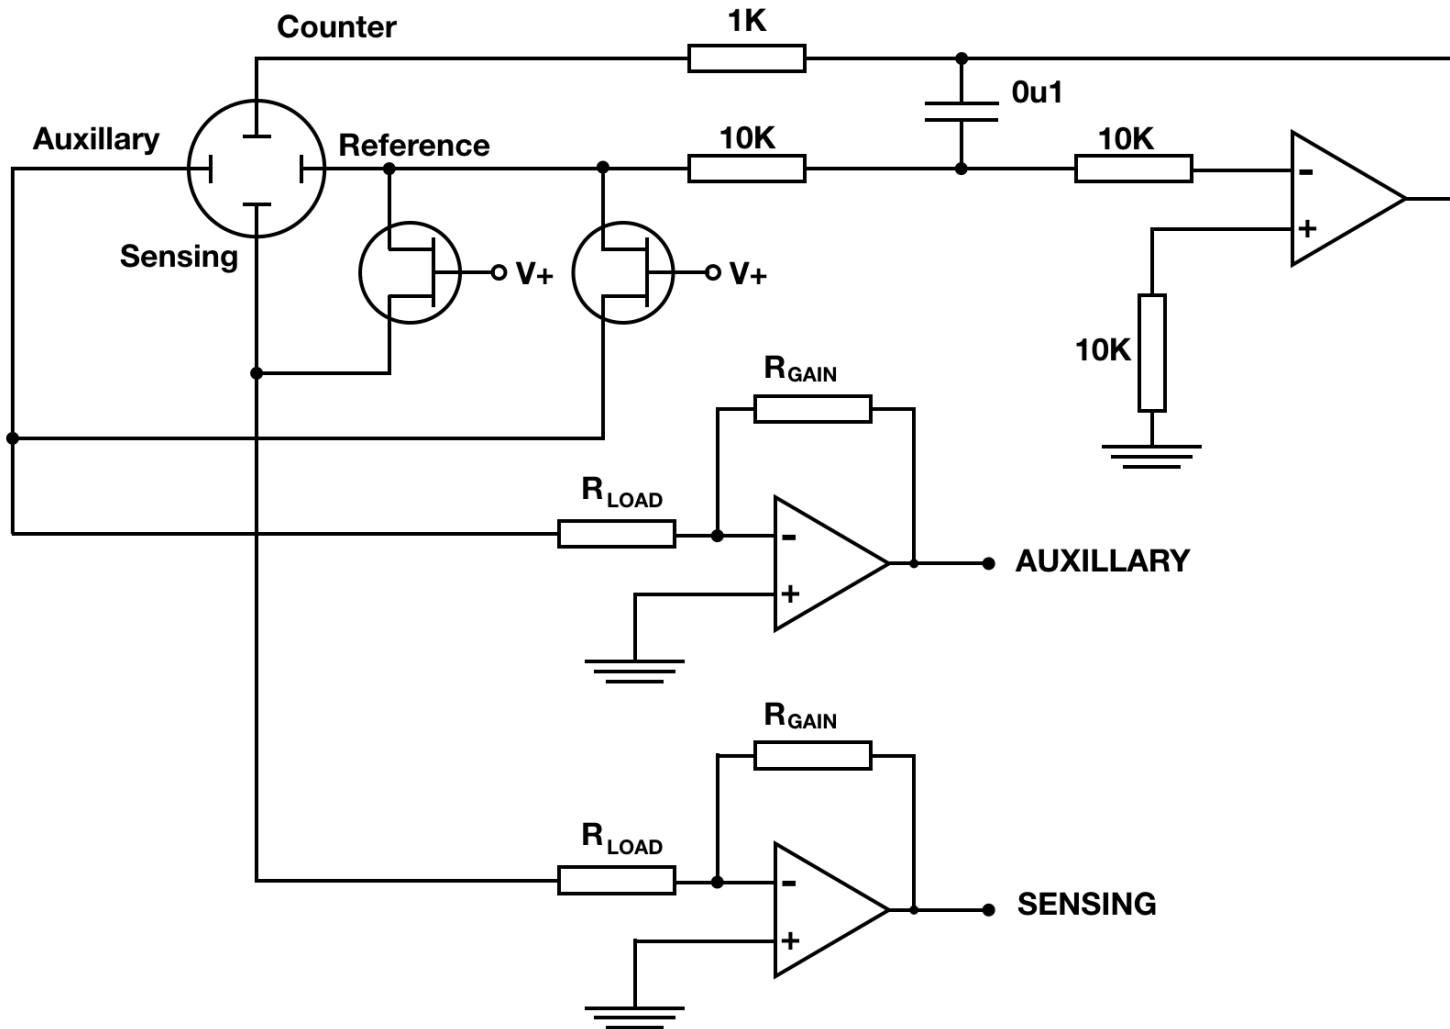 Counter
1K
0u1
Auxillary
Reference
10K
10K
-
+
Sensing
V+
V+
10K
RGAIN
RLOAD
-
+
AUXILLARY
RGAIN
RLOAD
-
+
SENSING